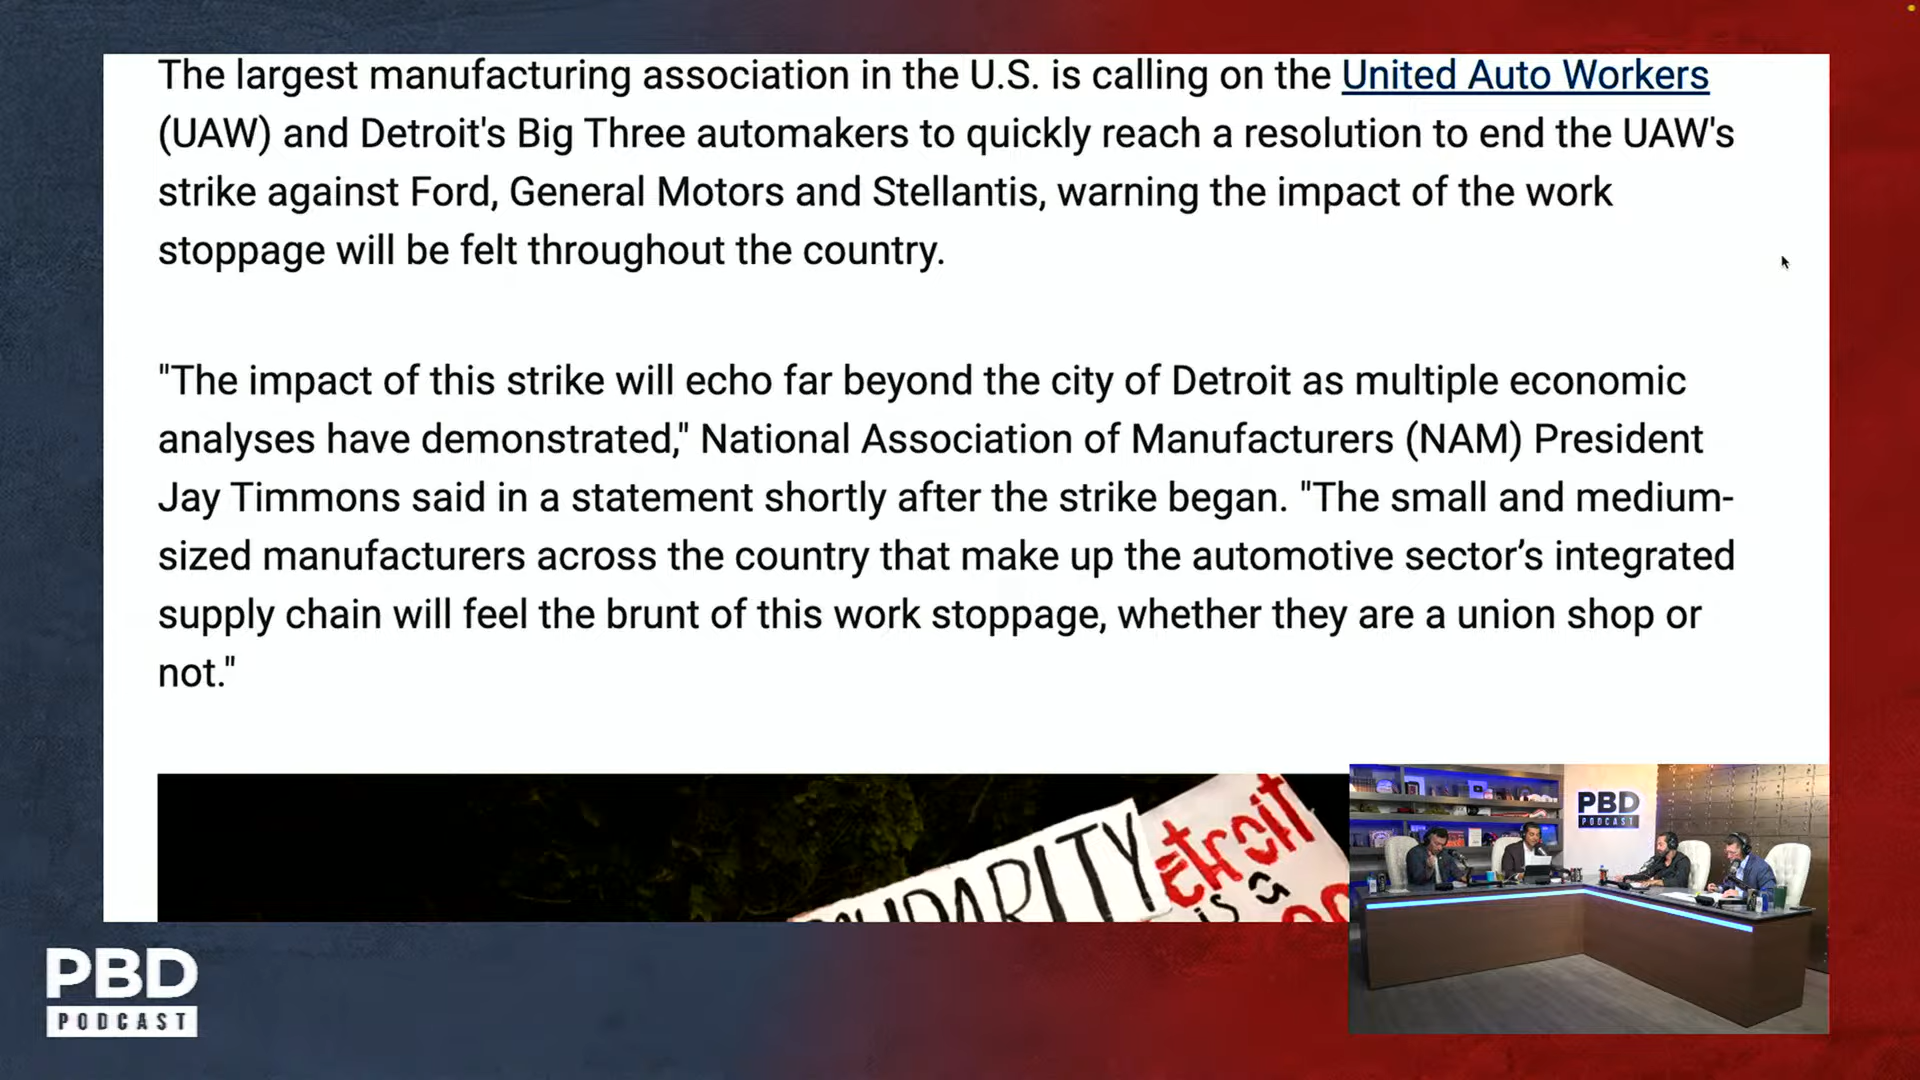 The largest manufacturing association in the U.S. is calling on the United Auto Workers
(UAW) and Detroit's Big Three automakers to quickly reach a resolution to end the UAW's
strike against Ford, General Motors and Stellantis, warning the impact of the work
stoppage will be felt throughout the country.
"The impact of this strike will echo far beyond the city of Detroit as multiple economic
analyses have demonstrated," National Association of Manufacturers (NAM) President
Jay Timmons said in a statement shortly after the strike began. "The small and medium-
sized manufacturers across the country that make up the automotive sector’s integrated
supply chain will feel the brunt of this work stoppage, whether they are a union shop or
not."
SOLIDARITY
etroit
is a
PBD
PODCAST
PBD
PODCAST